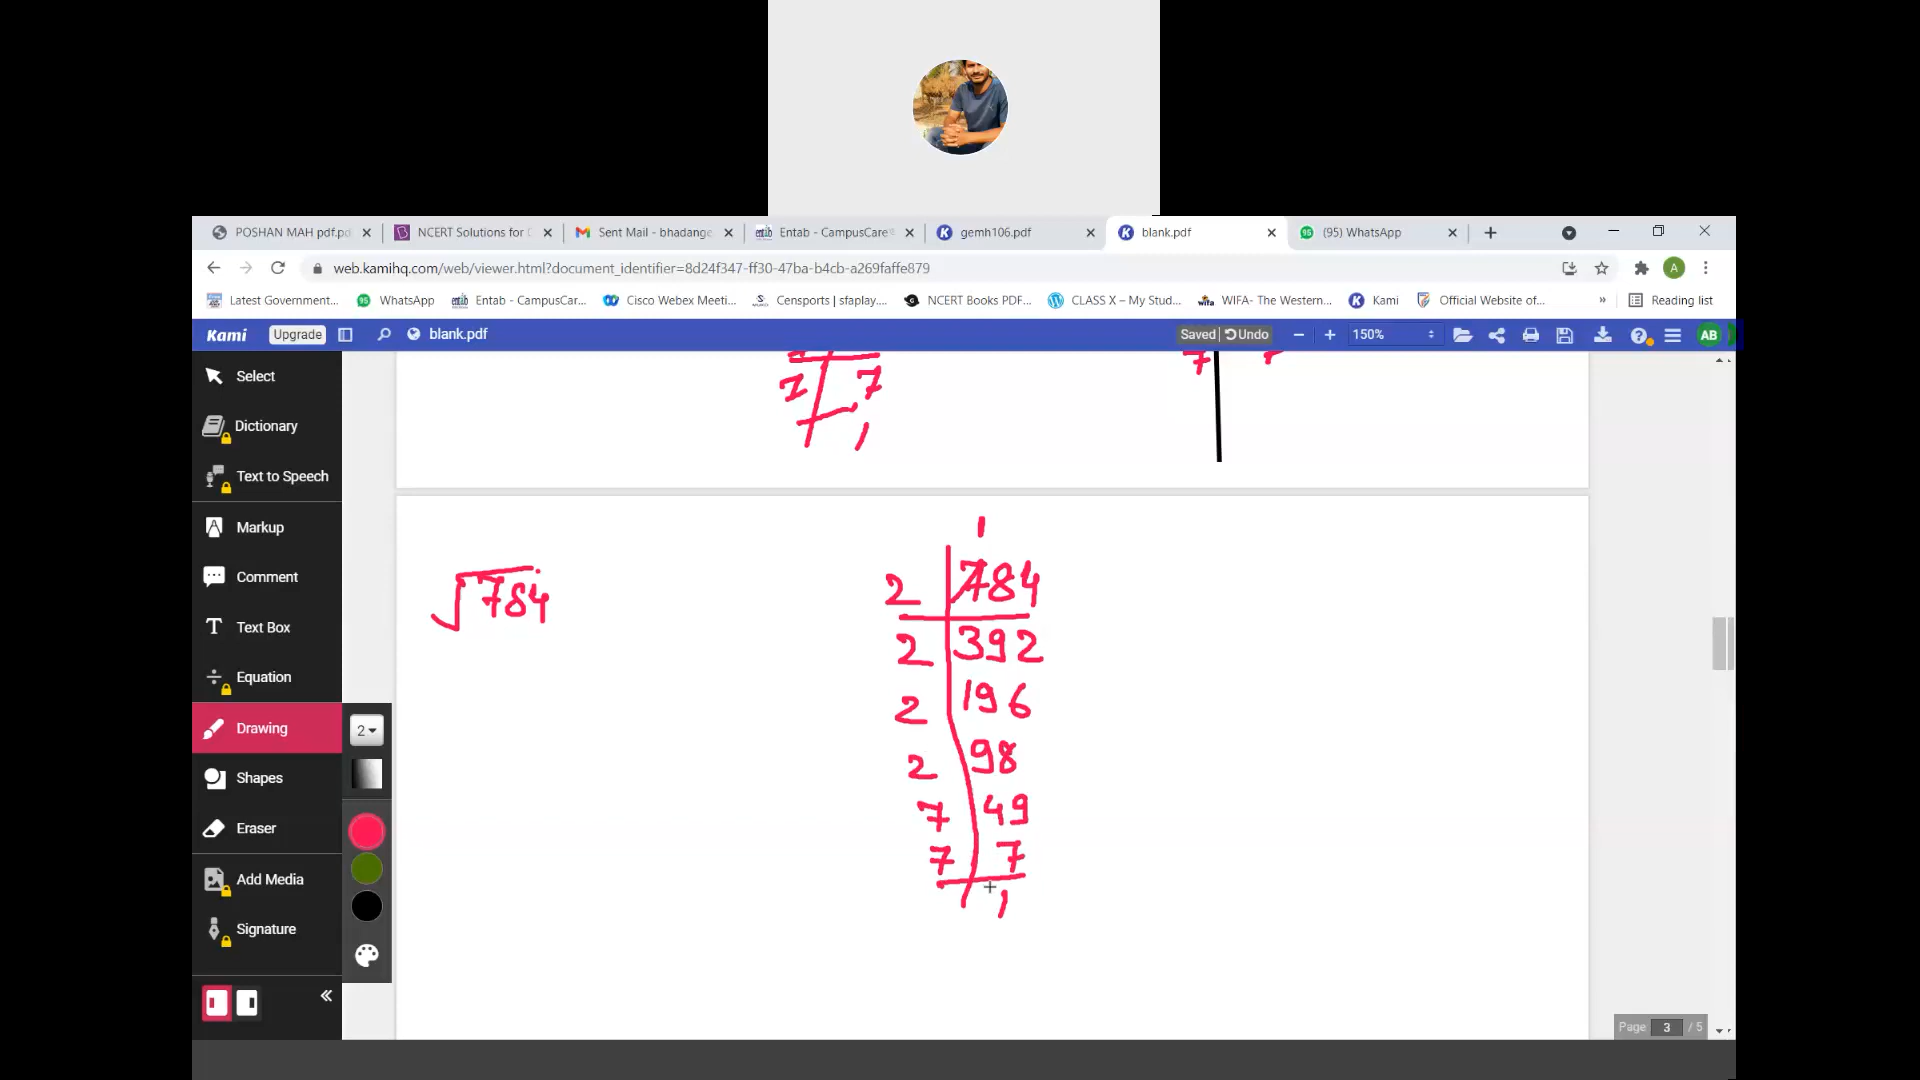 POSHAN MAH pdf.pd
NCERT Solutions for
Sent Mail - bhadange
Entab - CampusCare
gemh106.pdf
blank.pdf
(95) WhatsApp
web.kamihq.com/web/viewer.html?document_identifier=8d24f347-ff30-47ba-b4cb-a269faffe879
A
Latest Government...
WhatsApp
Entab - CampusCar...
Cisco Webex Meeti...
Censports | sfaplay....
NCERT Books PDF...
CLASS X – My Stud...
WIFA- The Western...
Kami
Official Website of...
»
Reading list
Kami
Upgrade
blank.pdf
Saved | Undo
150%
AB
Select
Dictionary
Text to Speech
Markup
Comment
Text Box
Equation
Drawing
2
Shapes
Eraser
Add Media
Signature
7
7 7
1
1
√784
2 784
2 392
2 196
2 98
7 49
7 7
1
Page 3 / 5